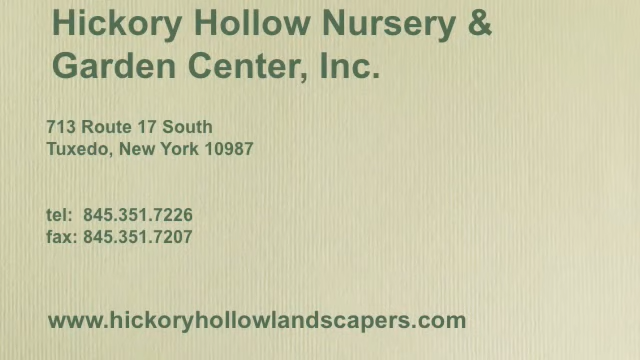 Hickory Hollow Nursery &
Garden Center, Inc.
713 Route 17 South
Tuxedo, New York 10987
tel:  845.351.7226
fax: 845.351.7207
www.hickoryhollowlandscapers.com